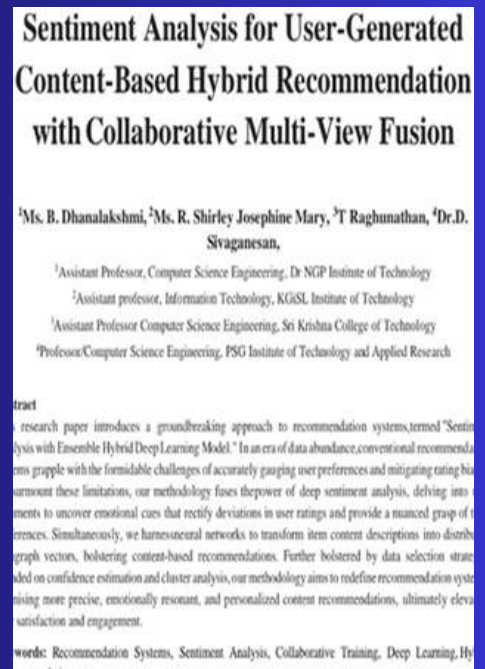 Sentiment Analysis for User-Generated
Content-Based Hybrid Recommendation
with Collaborative Multi-View Fusion
¹Ms. B. Dhanalakshmi, ²Ms. R. Shirley Josephine Mary, ³T Raghunathan, ⁴Dr.D.
Sivaganesan,
¹Assistant Professor, Computer Science Engineering, Dr NGP Institute of Technology
²Assistant professor, Information Technology, KGiSL Institute of Technology
³Assistant Professor Computer Science Engineering, Sri Krishna College of Technology
⁴Professor/Computer Science Engineering, PSG Institute of Technology and Applied Research
tract
research paper introduces a groundbreaking approach to recommendation systems,termed "Sentin
lysis with Ensemble Hybrid Deep Learning Model." In an era of data abundance,conventional recommenda
ems grapple with the formidable challenges of accurately gauging user preferences and mitigating rating bia
urmount these limitations, our methodology fuses thepower of deep sentiment analysis, delving into
ments to uncover emotional cues that rectify deviations in user ratings and provide a nuanced grasp of t
erences. Simultaneously, we harnessneural networks to transform item content descriptions into distribu
graph vectors, bolstering content-based recommendations. Further bolstered by data selection strate
ded on confidence estimation and cluster analysis, our methodology aims to redefine recommendation syste
nising more precise, emotionally resonant, and personalized content recommendations, ultimately eleva
satisfaction and engagement.
words: Recommendation Systems, Sentiment Analysis, Collaborative Training, Deep Learning, Hy